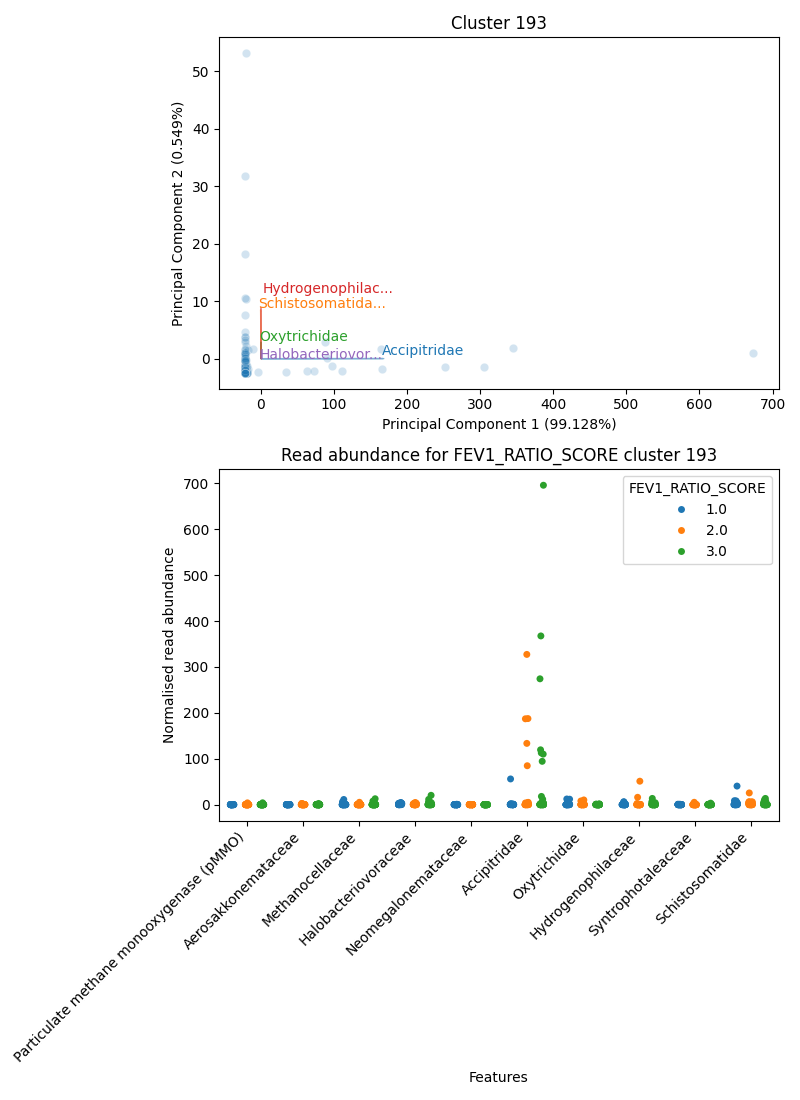 Cluster 193
50
40
30
20
10
0
Principal Component 2 (0.549%)
Hydrogenophilac...
Schistosomatida...
Oxytrichidae
Halobacteriovor...
Accipitridae
0
100
200
300
400
500
600
700
Principal Component 1 (99.128%)
Read abundance for FEV1_RATIO_SCORE cluster 193
700
600
500
400
300
200
100
0
Normalised read abundance
FEV1_RATIO_SCORE
1.0
2.0
3.0
Particulate methane monooxygenase (pMMO)
Aerosakkonemataceae
Methanocellaceae
Halobacteriovoraceae
Neomegalonemataceae
Accipitridae
Oxytrichidae
Hydrogenophilaceae
Syntrophotaleaceae
Schistosomatidae
Features